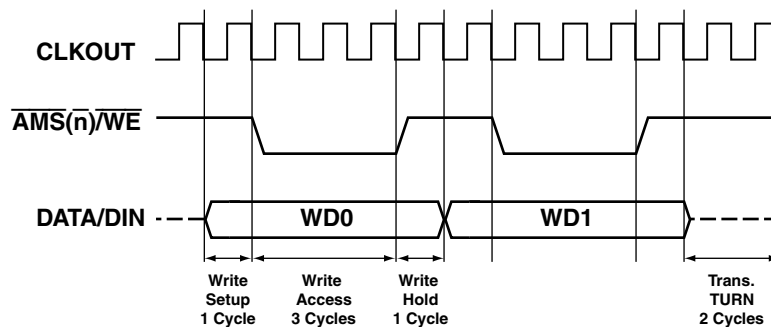 CLKOUT
AMS(n)/WE
DATA/DIN
WD0
WD1
Write
Setup
1 Cycle
Write
Access
3 Cycles
Write
Hold
1 Cycle
Trans.
TURN
2 Cycles